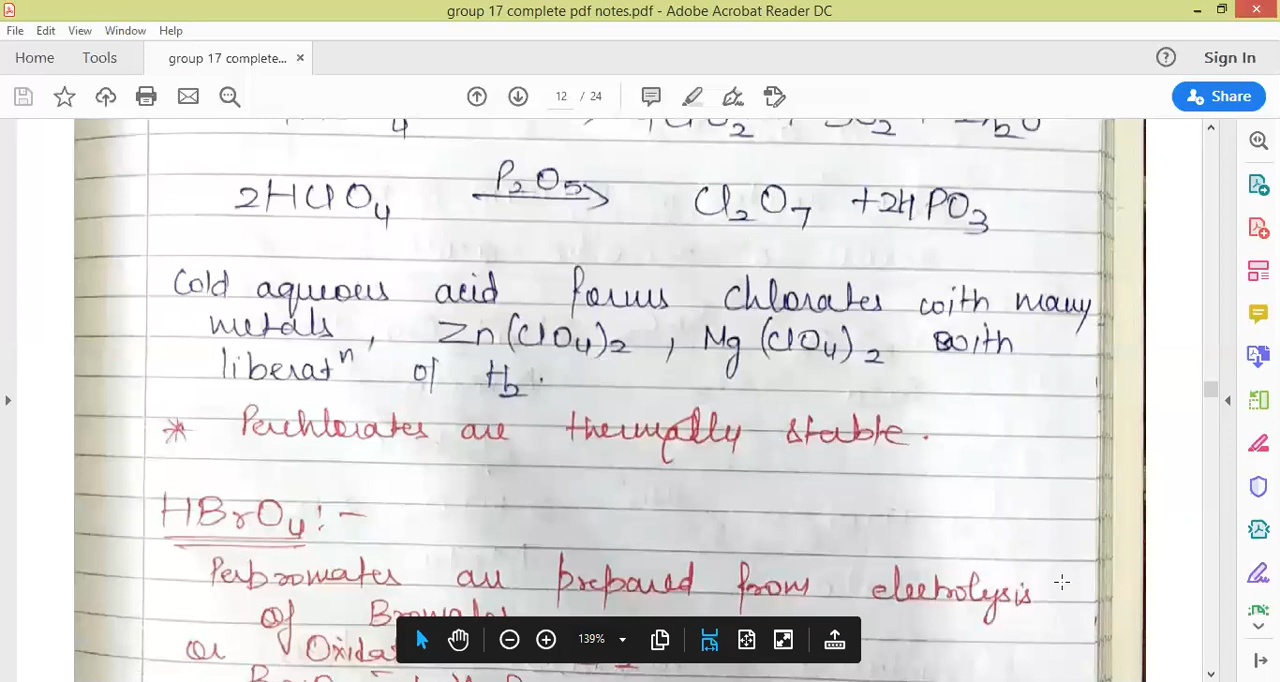 group 17 complete pdf notes.pdf - Adobe Acrobat Reader DC
File Edit View Window Help
Home Tools group 17 complete... ×
Sign In
12 / 24
Share
2HClO4 P2O5 → Cl2O7 + 2HPO3
Cold aqueous acid forms chlorates with many
metals, Zn(ClO4)2, Mg(ClO4)2 with
liberatn of H2.
* Perchlorates are thermally stable.
HBrO4:-
Perbromates are prepared from electrolysis
of Bromates
or
139%